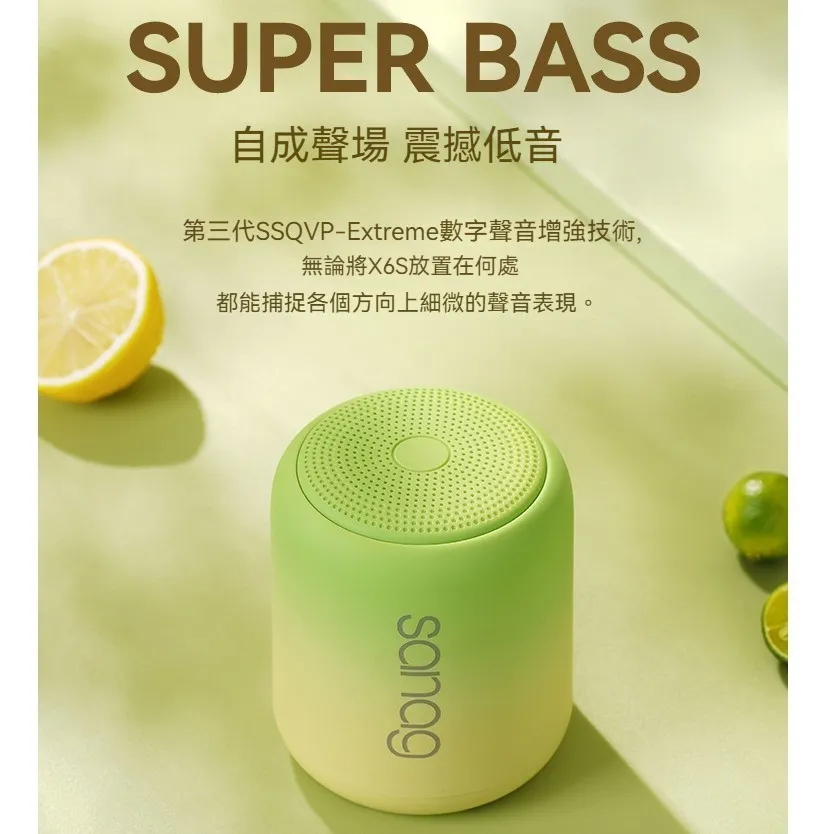 SUPER BASS
自成聲場 震撼低音
第三代SSQVP-Extreme數字聲音增強技術,
無論將X6S放置在何處
都能捕捉各個方向上細微的聲音表現。
sanag